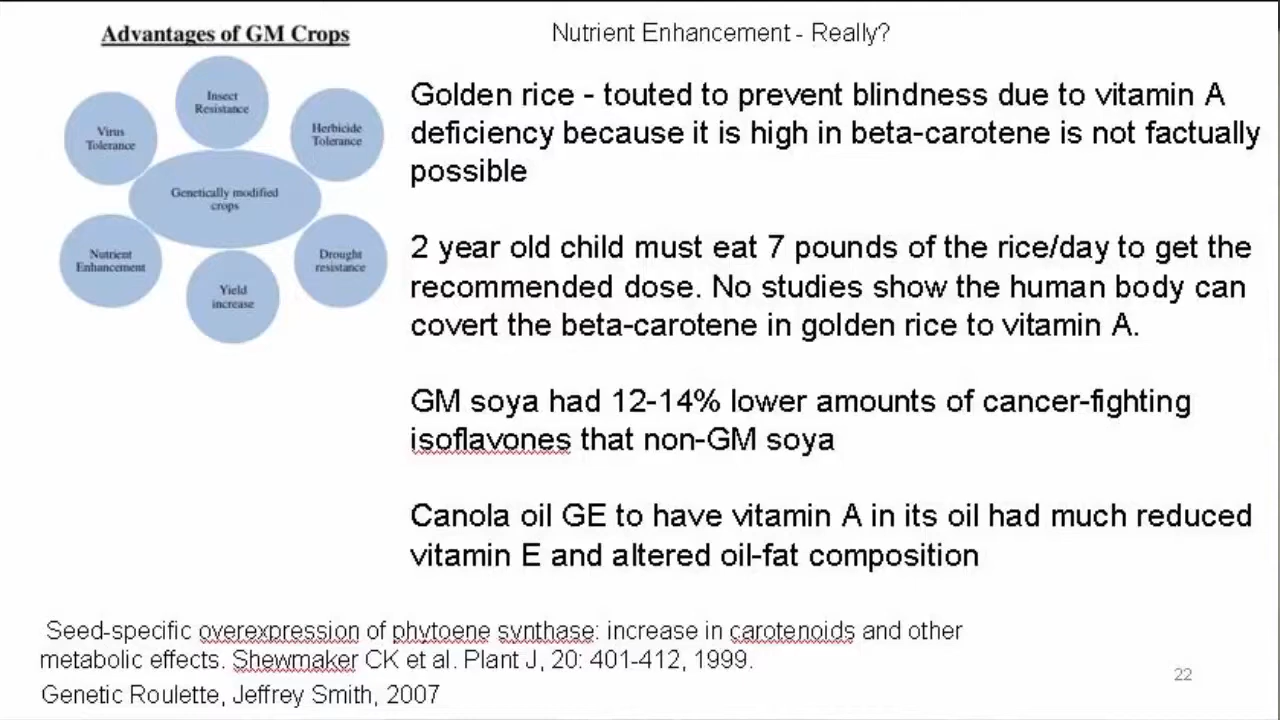 Advantages of GM Crops
Insect
Resistance
Virus
Tolerance
Herbicide
Tolerance
Genetically modified
crops
Nutrient
Enhancement
Drought
resistance
Yield
increase
Nutrient Enhancement - Really?
Golden rice - touted to prevent blindness due to vitamin A
deficiency because it is high in beta-carotene is not factually
possible
2 year old child must eat 7 pounds of the rice/day to get the
recommended dose. No studies show the human body can
covert the beta-carotene in golden rice to vitamin A.
GM soya had 12-14% lower amounts of cancer-fighting
isoflavones that non-GM soya
Canola oil GE to have vitamin A in its oil had much reduced
vitamin E and altered oil-fat composition
Seed-specific overexpression of phytoene synthase: increase in carotenoids and other
metabolic effects. Shewmaker CK et al. Plant J, 20: 401-412, 1999.
Genetic Roulette, Jeffrey Smith, 2007
22